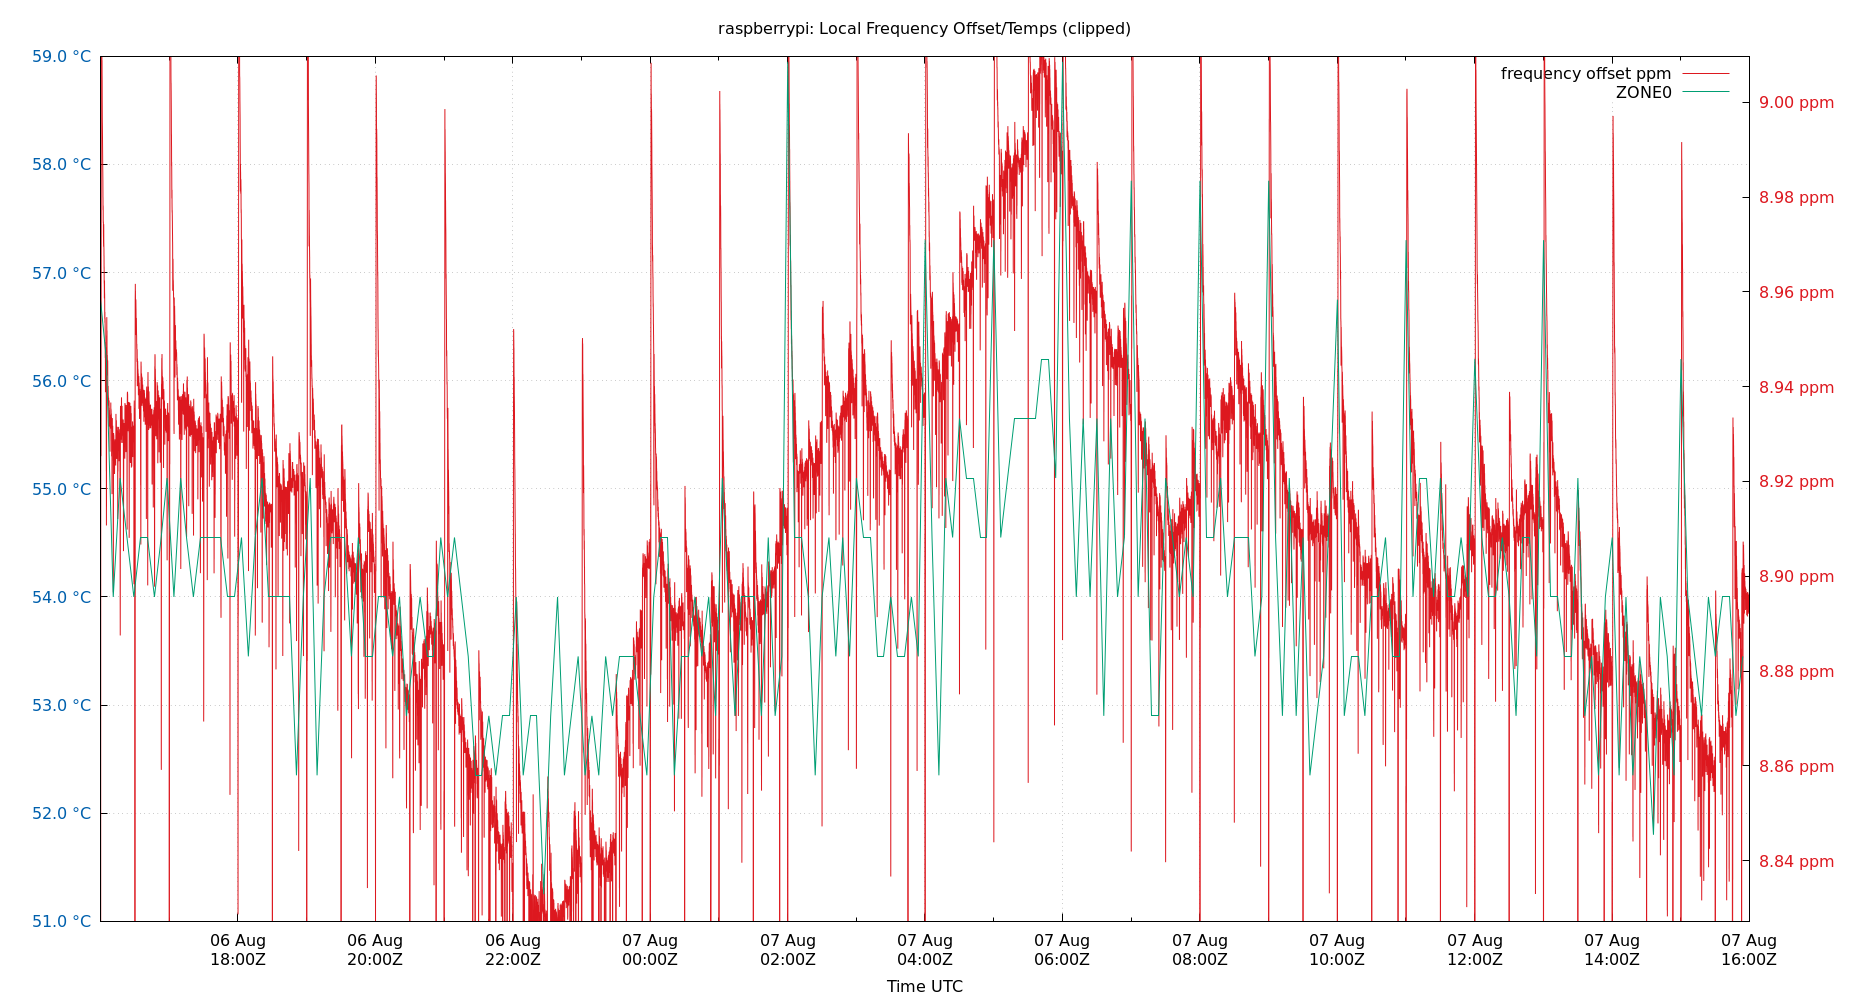 raspberrypi: Local Frequency Offset/Temps (clipped)
59.0 °C
58.0 °C
57.0 °C
56.0 °C
55.0 °C
54.0 °C
53.0 °C
52.0 °C
51.0 °C
frequency offset ppm
ZONE0
9.00 ppm
8.98 ppm
8.96 ppm
8.94 ppm
8.92 ppm
8.90 ppm
8.88 ppm
8.86 ppm
8.84 ppm
06 Aug
18:00Z
06 Aug
20:00Z
06 Aug
22:00Z
07 Aug
00:00Z
07 Aug
02:00Z
07 Aug
04:00Z
07 Aug
06:00Z
07 Aug
08:00Z
07 Aug
10:00Z
07 Aug
12:00Z
07 Aug
14:00Z
07 Aug
16:00Z
Time UTC